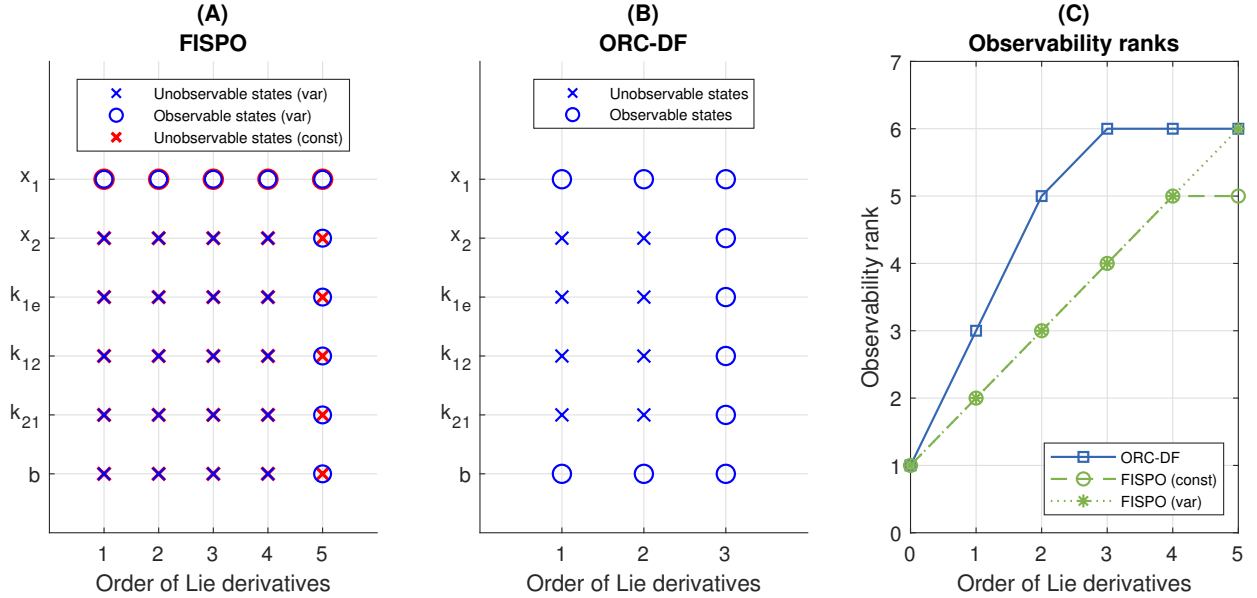 (A)
FISPO
Unobservable states (var)
Observable states (var)
Unobservable states (const)
x1
x2
k1e
k12
k21
b
1 2 3 4 5
Order of Lie derivatives
(B)
ORC-DF
Unobservable states
Observable states
x1
x2
k1e
k12
k21
b
1 2 3
Order of Lie derivatives
(C)
Observability ranks
7
6
5
4
3
2
1
0
Observability rank
ORC-DF
FISPO (const)
FISPO (var)
0 1 2 3 4 5
Order of Lie derivatives